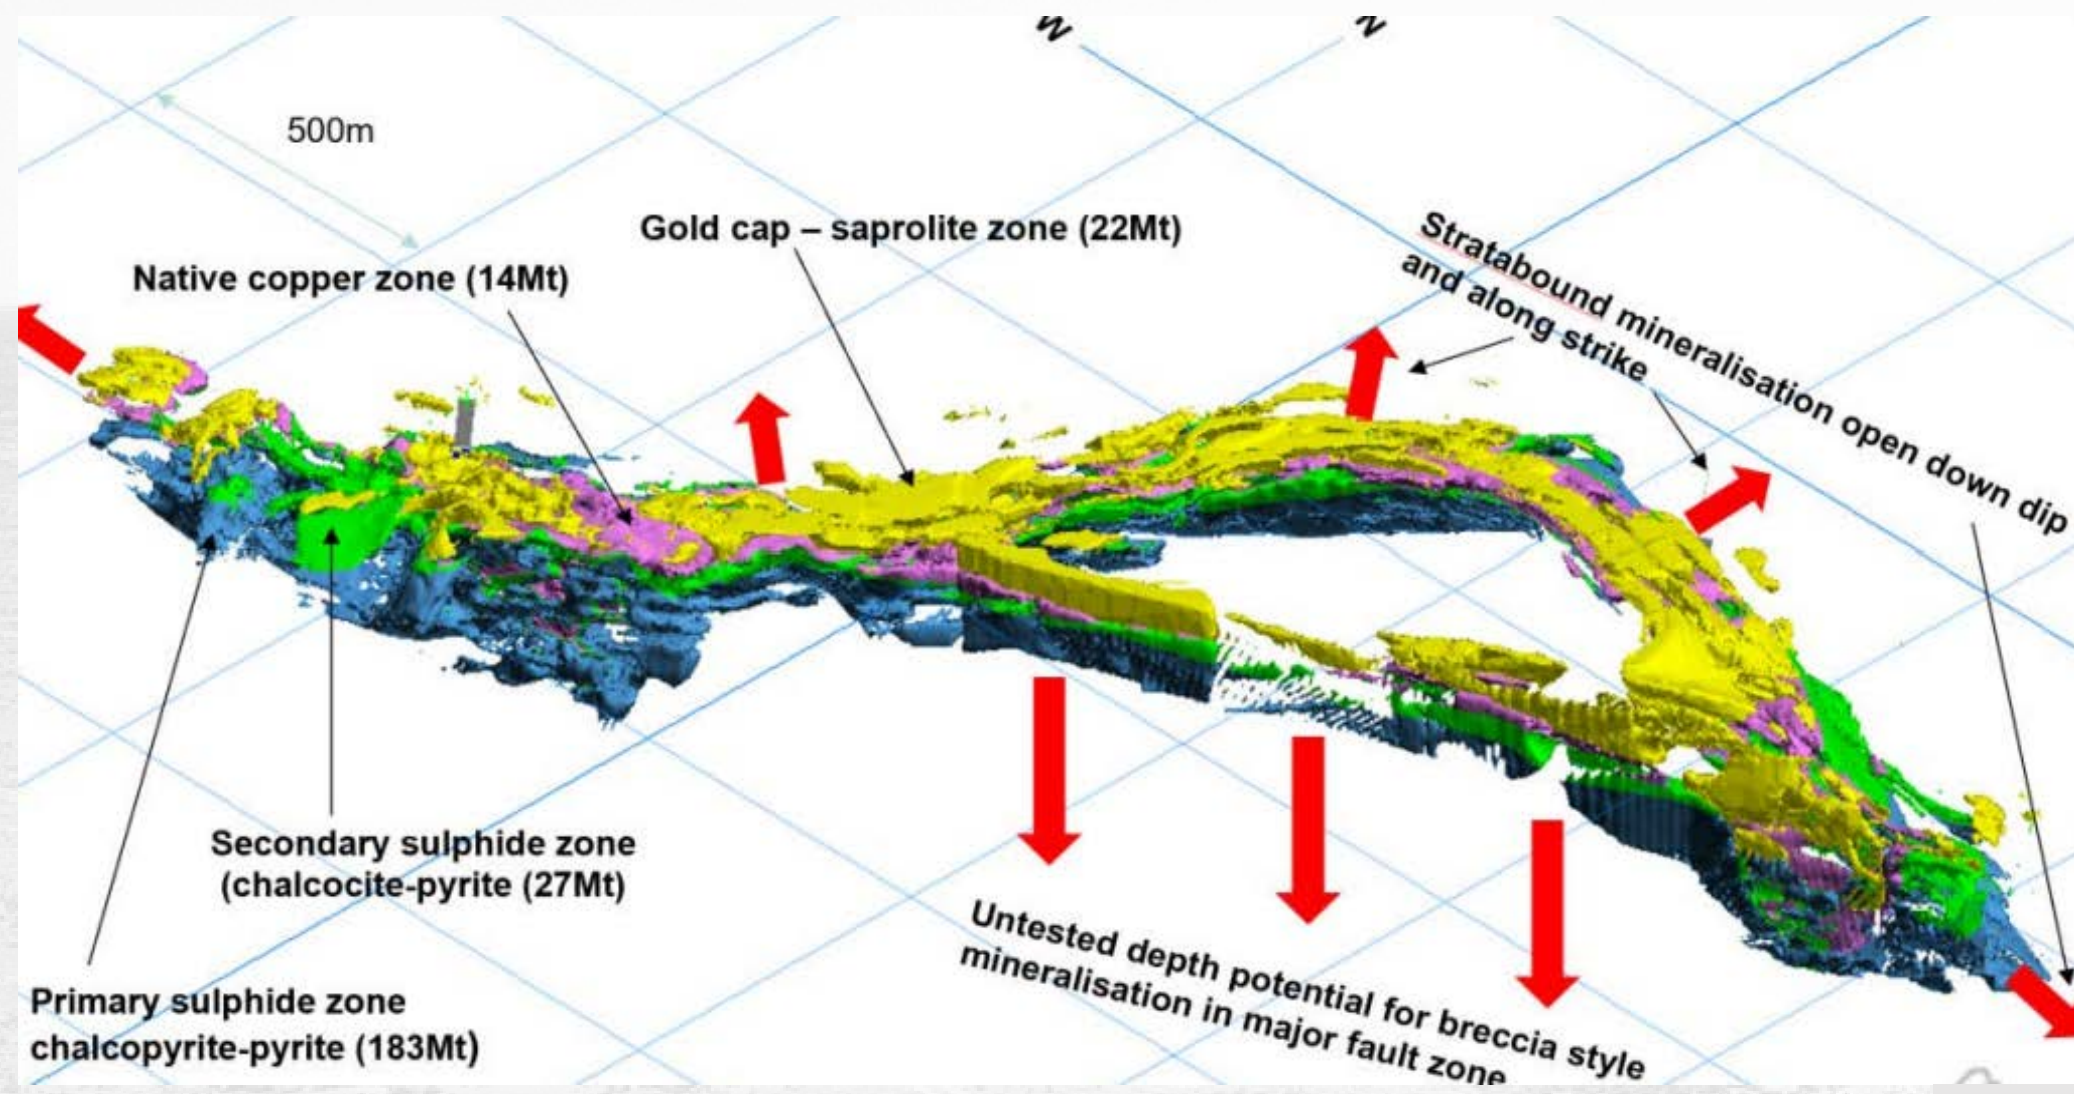 W
N
500m
Gold cap – saprolite zone (22Mt)
Native copper zone (14Mt)
Stratabound mineralisation open down dip
and along strike
Secondary sulphide zone
(chalcocite-pyrite (27Mt)
Untested depth potential for breccia style
mineralisation in major fault zone
Primary sulphide zone
chalcopyrite-pyrite (183Mt)